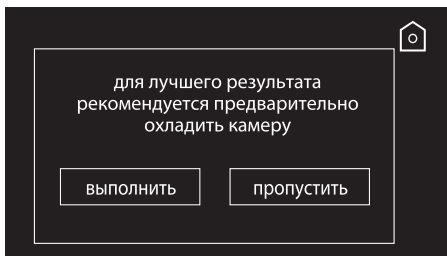 для лучшего результата
рекомендуется предварительно
охладить камеру
выполнить
пропустить